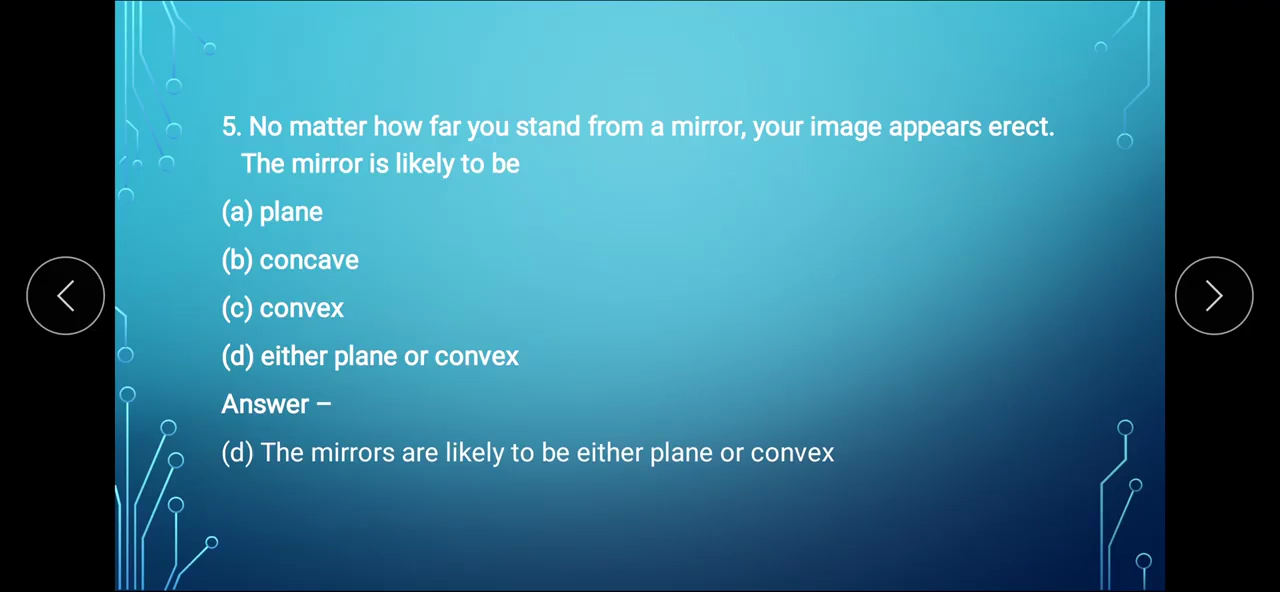 5. No matter how far you stand from a mirror, your image appears erect.
The mirror is likely to be
(a) plane
(b) concave
(c) convex
(d) either plane or convex
Answer –
(d) The mirrors are likely to be either plane or convex